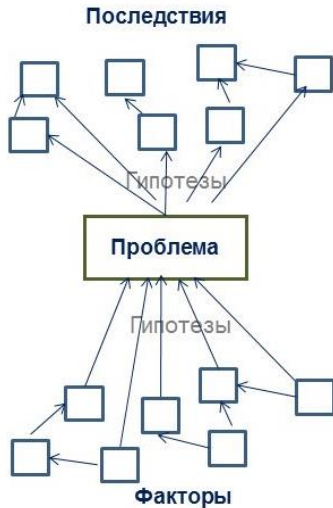 Последствия
Гипотезы
Проблема
Гипотезы
Факторы